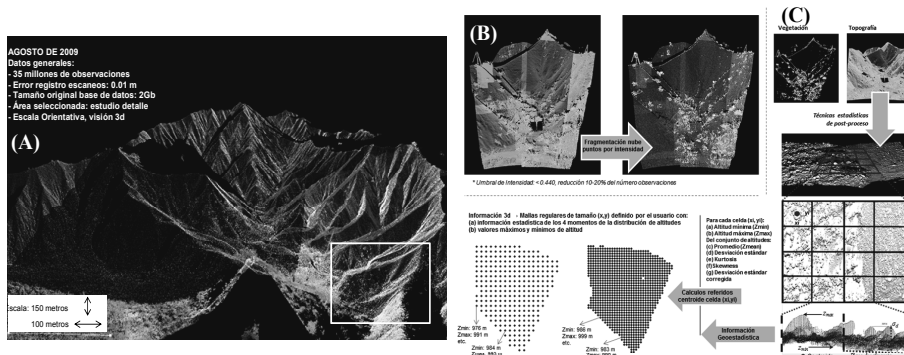 AGOSTO DE 2009
Datos generales:
- 35 millones de observaciones
- Error registro escaneos: 0.01 m
- Tamaño original base de datos: 2Gb
- Área seleccionada: estudio detalle
- Escala Orientativa, visión 3d
(A)
Escala: 150 metros
100 metros
(B)
Fragmentación nube
puntos por intensidad
* Umbral de Intensidad: < 0.440, reducción 10-20% del número observaciones
(C)
Vegetación
Topografía
Técnicas estadísticas
de post-proceso
Información 3d - Mallas regulares de tamaño (x,y) definido por el usuario con:
(a) información estadística de los 4 momentos de la distribución de altitudes
(b) valores máximos y mínimos de altitud
Para cada celda (xi,yi):
(a) Altitud mínima (Zmin)
(b) Altitud máxima (Zmax)
Del conjunto de altitudes:
(c) Promedio (Zmean)
(d) Desviación estándar
(e) Kurtosis
(f) Skewness
(g) Desviación estándar
corregida
Calculos referidos
centroide celda (xi,yi)
Zmin: 976 m
Zmax: 991 m
etc.
Zmin: 984 m
Zmin: 986 m
Zmax: 999 m
etc.
Zmin: 983 m
Información
Geoestadística